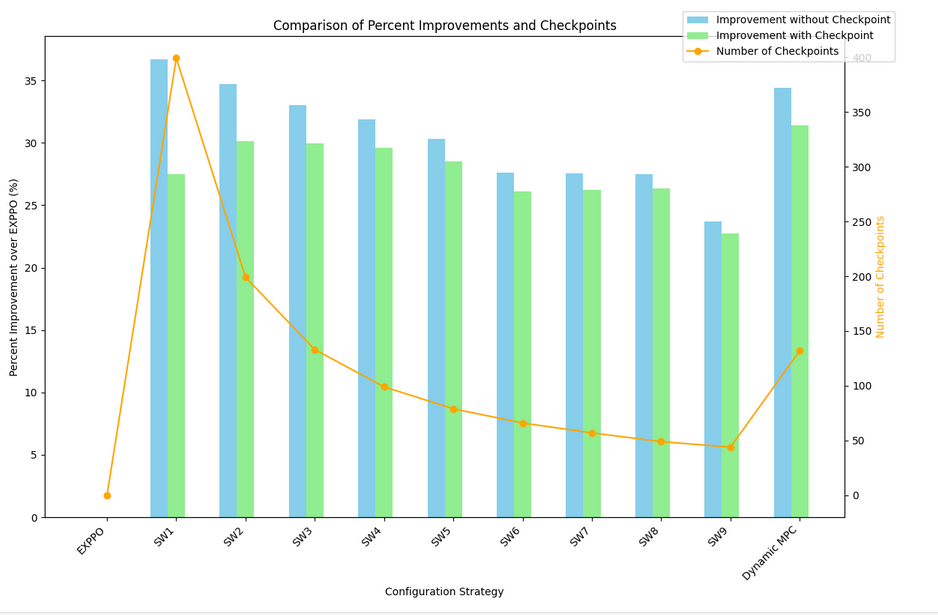 Comparison of Percent Improvements and Checkpoints
Improvement without Checkpoint
Improvement with Checkpoint
Number of Checkpoints
Percent Improvement over EXPPO (%)
35
30
25
20
15
10
5
0
400
350
300
250
200
150
100
50
0
Number of Checkpoints
EXPPO
SW1
SW2
SW3
SW4
SW5
SW6
SW7
SW8
SW9
Dynamic MPC
Configuration Strategy